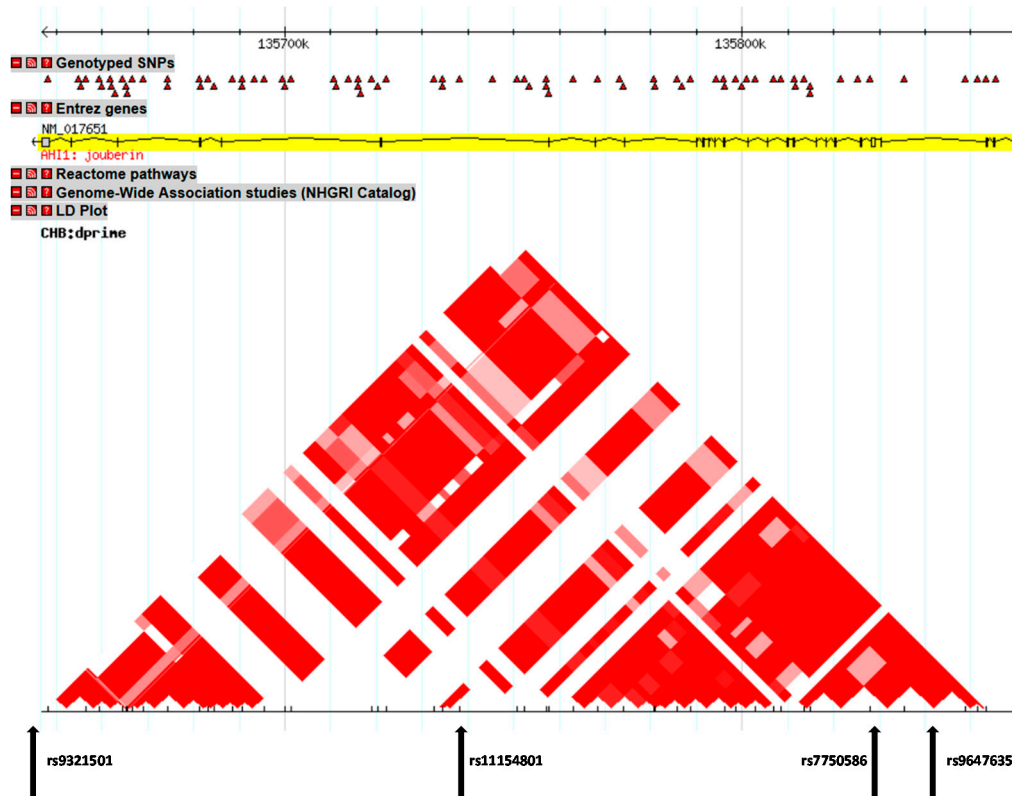 135700k
135800k
Genotyped SNPs
Entrez genes
NM_017651
AHI1: jouberin
Reactome pathways
Genome-Wide Association studies (NHGRI Catalog)
LD Plot
CHB:dprime
rs9321501
rs11154801
rs7750586
rs9647635